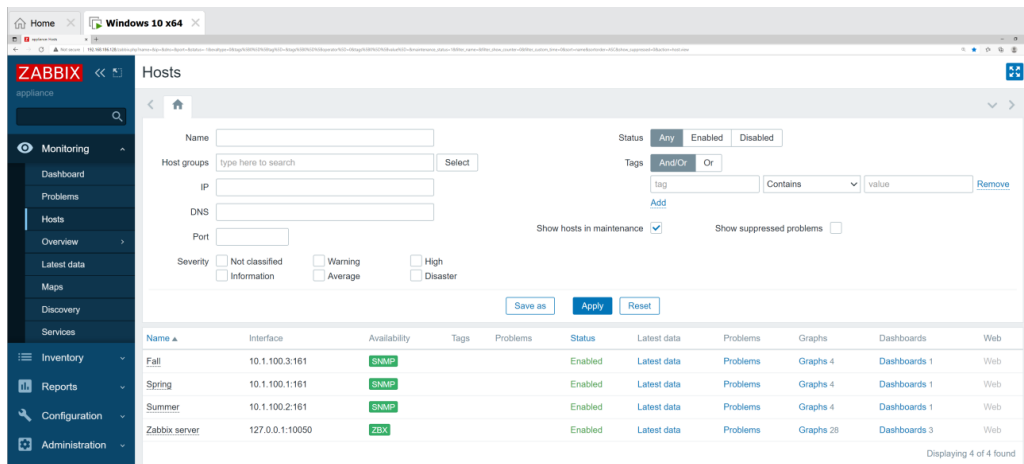 Home
Windows 10 x64
appliance: Hosts
Not secure
ZABBIX
Hosts
appliance
Name
Status Any Enabled Disabled
Host groups type here to search Select
Tags And/Or Or
IP
tag Contains value Remove
DNS
Add
Port
Show hosts in maintenance
Show suppressed problems
Severity Not classified Warning High
Information Average Disaster
Save as Apply Reset
Monitoring
Dashboard
Problems
Hosts
Overview
Latest data
Maps
Discovery
Services
Inventory
Reports
Configuration
Administration
Name Interface Availability Tags Problems Status Latest data Problems Graphs Dashboards Web
Fall 10.1.100.3:161 SNMP Enabled Latest data Problems Graphs 4 Dashboards 1 Web
Spring 10.1.100.1:161 SNMP Enabled Latest data Problems Graphs 4 Dashboards 1 Web
Summer 10.1.100.2:161 SNMP Enabled Latest data Problems Graphs 4 Dashboards 1 Web
Zabbix server 127.0.0.1:10050 ZBX Enabled Latest data Problems Graphs 28 Dashboards 3 Web
Displaying 4 of 4 found